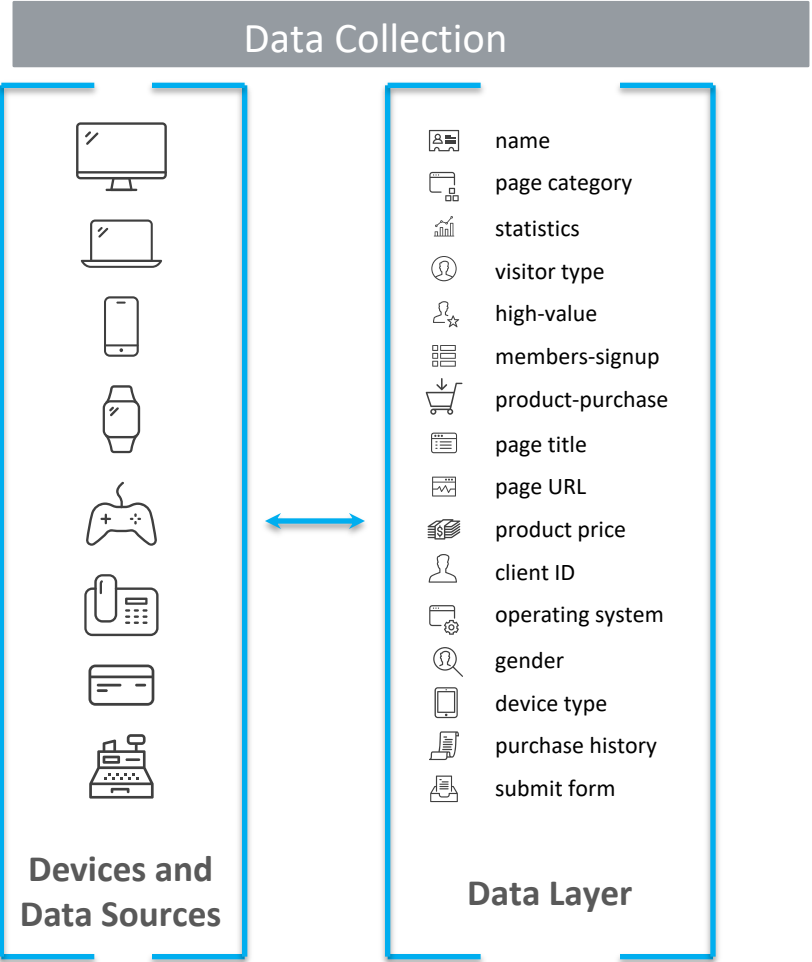 Data Collection
name
page category
statistics
visitor type
high-value
members-signup
product-purchase
page title
page URL
product price
client ID
operating system
gender
device type
purchase history
submit form
Devices and
Data Sources
Data Layer